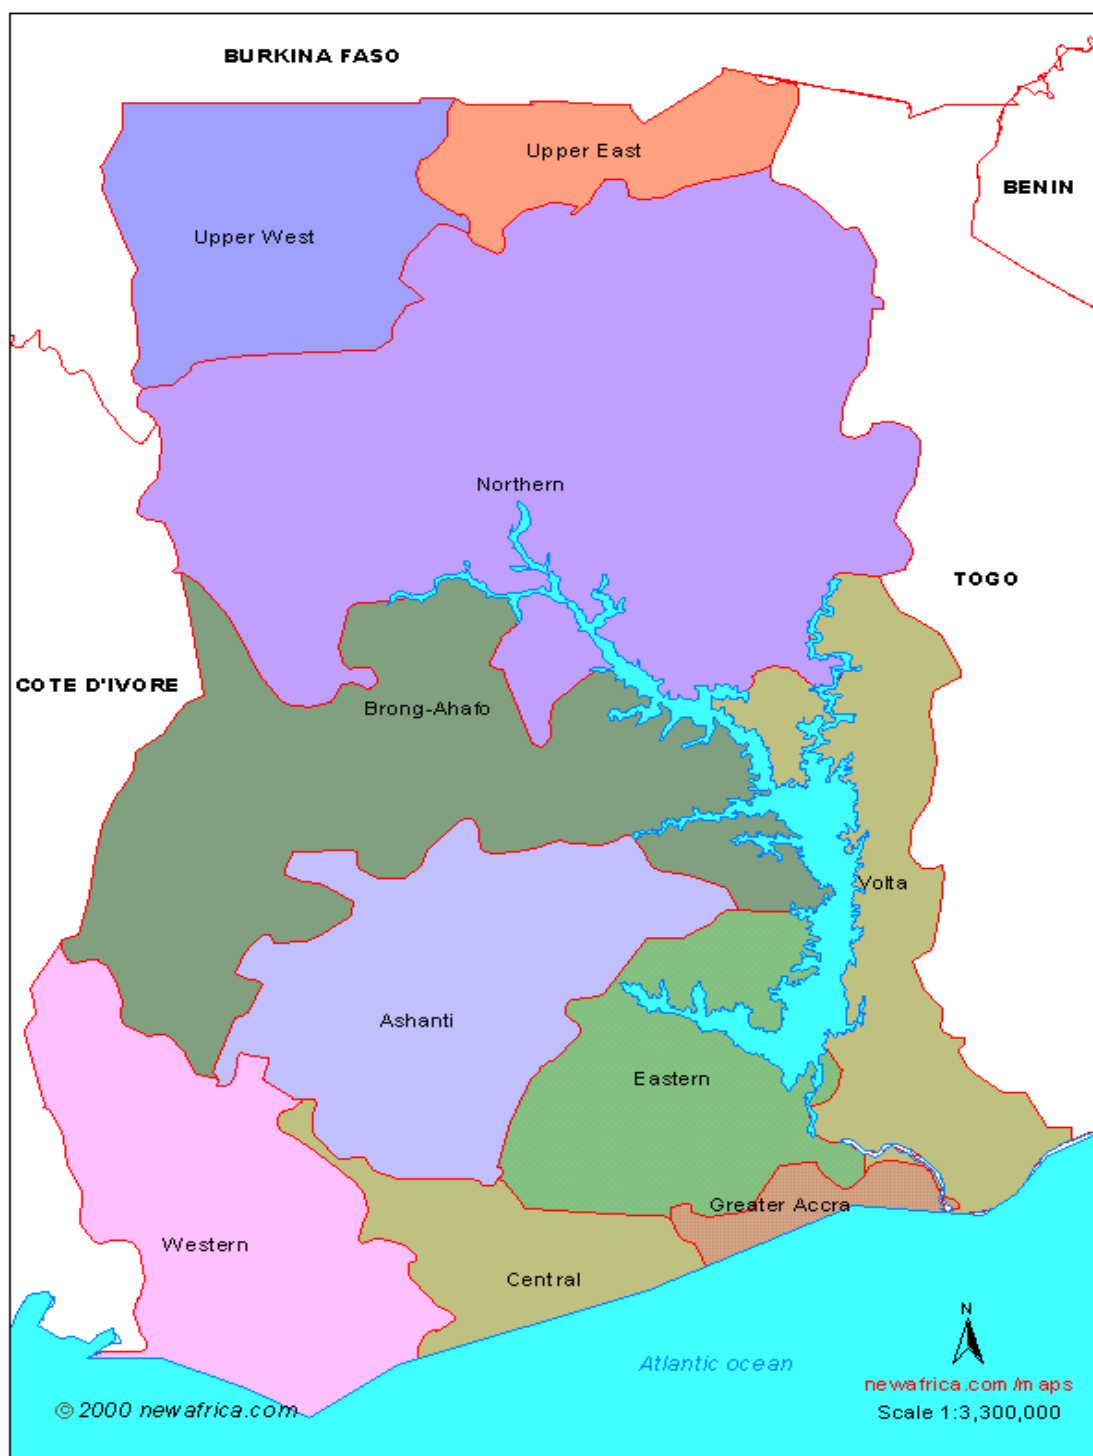 BURKINA FASO
Upper East
BENIN
Upper West
Northern
TOGO
COTE D'IVORE
Brong-Ahafo
Volta
Ashanti
Eastern
Greater Accra
Western
Central
N
Atlantic ocean
newafrica.com/maps
© 2000 newafrica.com
Scale 1:3,300,000